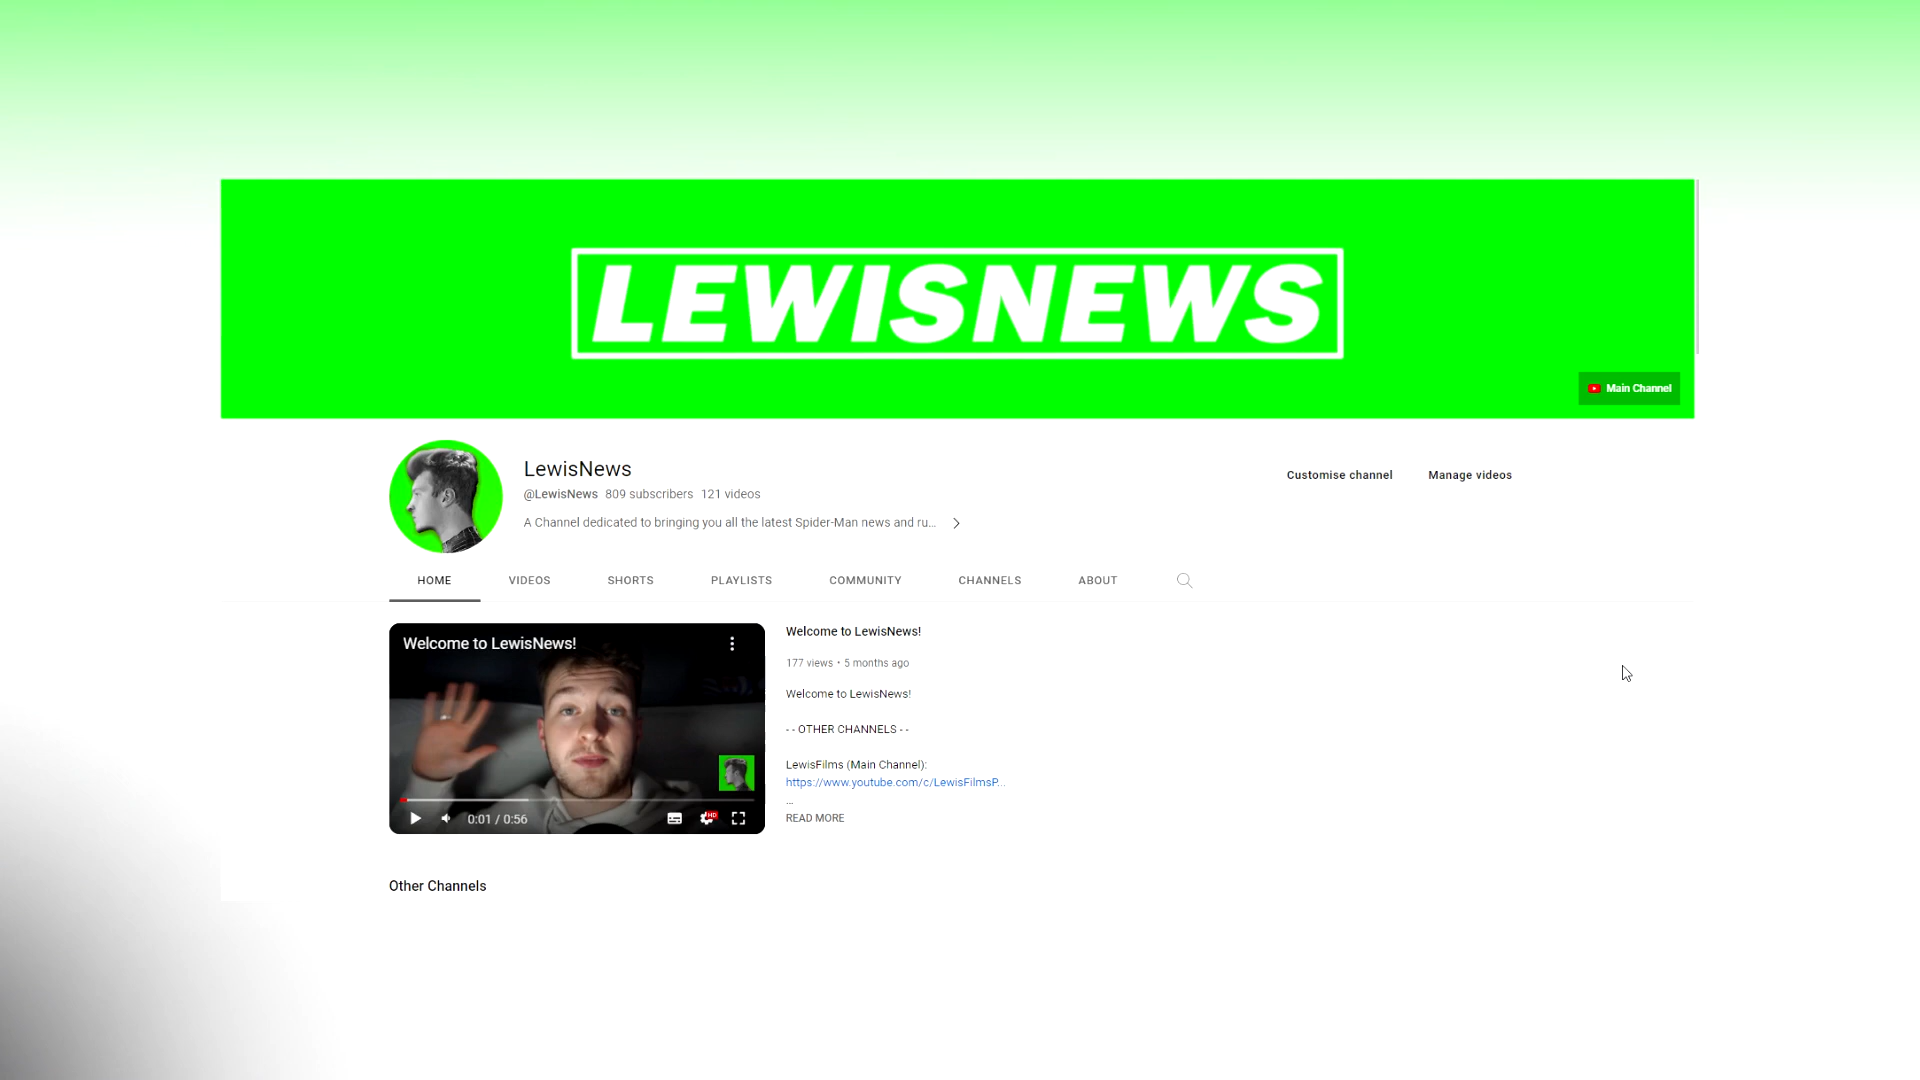 LEWISNEWS
Main Channel
LewisNews
@LewisNews 809 subscribers 121 videos
A Channel dedicated to bringing you all the latest Spider-Man news and ru...
Customise channel Manage videos
HOME VIDEOS SHORTS PLAYLISTS COMMUNITY CHANNELS ABOUT
Welcome to LewisNews!
0:01 / 0:56
HD
Welcome to LewisNews!
177 views • 5 months ago
Welcome to LewisNews!
- - OTHER CHANNELS - -
LewisFilms (Main Channel):
https://www.youtube.com/c/LewisFilmsP...
...
READ MORE
Other Channels